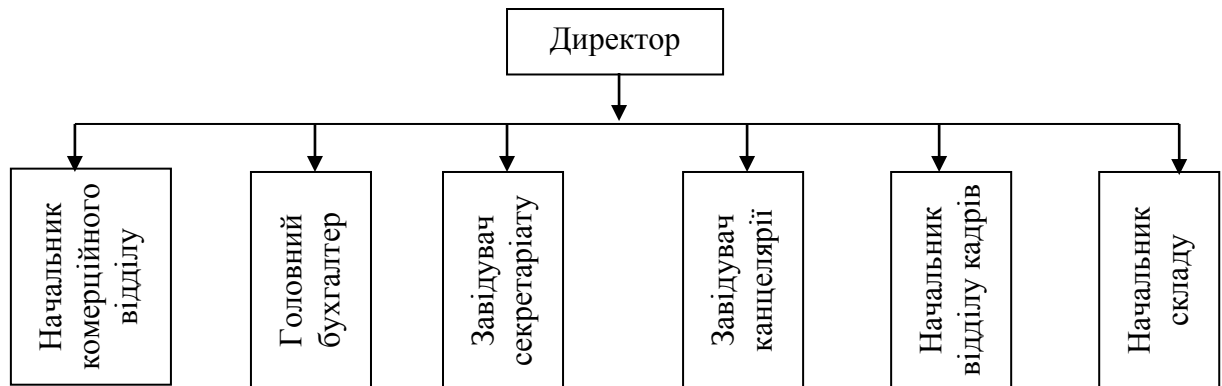 Директор
Начальник
комерційного
відділу
Головний
бухгалтер
Завідувач
секретаріату
Завідувач
канцелярії
Начальник
відділу кадрів
Начальник
складу